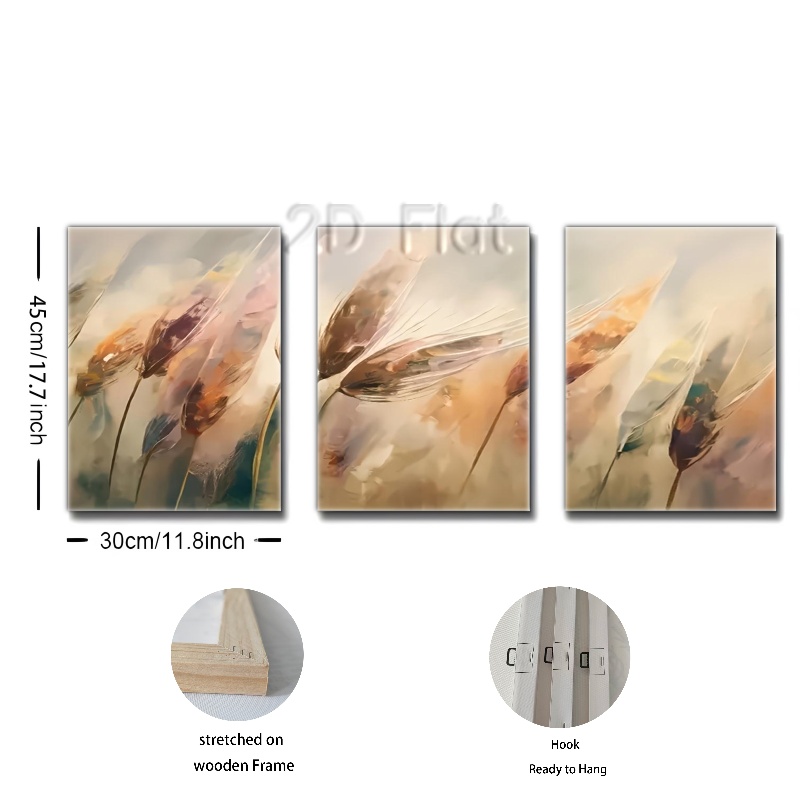 2D Flat
45cm/17.7inch
30cm/11.8inch
stretched on
wooden Frame
Hook
Ready to Hang